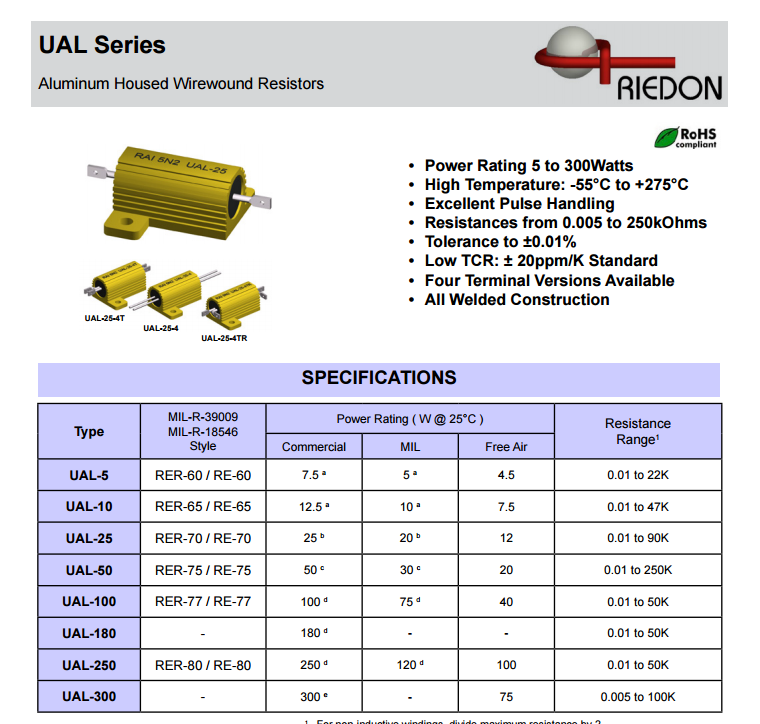 UAL Series
Aluminum Housed Wirewound Resistors
RIEDON
RoHS
compliant
RAI 5N2 UAL-25
UAL-25-4T
UAL-25-4
UAL-25-4TR
• Power Rating 5 to 300Watts
• High Temperature: -55°C to +275°C
• Excellent Pulse Handling
• Resistances from 0.005 to 250kOhms
• Tolerance to ±0.01%
• Low TCR: ± 20ppm/K Standard
• Four Terminal Versions Available
• All Welded Construction
SPECIFICATIONS
Type MIL-R-39009 MIL-R-18546 Style Power Rating ( W @ 25°C ) Resistance Range¹
Commercial MIL Free Air
UAL-5 RER-60 / RE-60 7.5 ᵃ 5 ᵃ 4.5 0.01 to 22K
UAL-10 RER-65 / RE-65 12.5 ᵃ 10 ᵃ 7.5 0.01 to 47K
UAL-25 RER-70 / RE-70 25 ᵇ 20 ᵇ 12 0.01 to 90K
UAL-50 RER-75 / RE-75 50 ᶜ 30 ᶜ 20 0.01 to 250K
UAL-100 RER-77 / RE-77 100 ᵈ 75 ᵈ 40 0.01 to 50K
UAL-180 - 180 ᵈ - - 0.01 to 50K
UAL-250 RER-80 / RE-80 250 ᵈ 120 ᵈ 100 0.01 to 50K
UAL-300 - 300 ᵉ - 75 0.005 to 100K
¹ For non-inductive windings, divide maximum resistance by 2